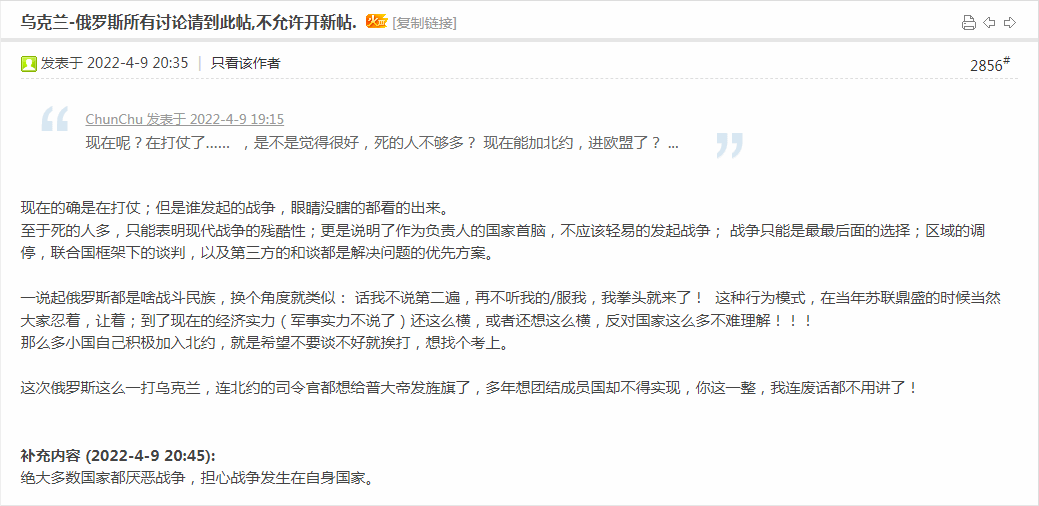 乌克兰-俄罗斯所有讨论请到此帖,不允许开新帖. 火 [复制链接]
发表于 2022-4-9 20:35 | 只看该作者 2856#
ChunChu 发表于 2022-4-9 19:15
现在呢？在打仗了...... ，是不是觉得很好，死的人不够多？ 现在能加北约，进欧盟了？ ...
现在的确是在打仗；但是谁发起的战争，眼睛没瞎的都看的出来。
至于死的人多，只能表明现代战争的残酷性；更是说明了作为负责人的国家首脑，不应该轻易的发起战争； 战争只能是最最后面的选择；区域的调
停，联合国框架下的谈判，以及第三方的和谈都是解决问题的优先方案。
一说起俄罗斯都是啥战斗民族，换个角度就类似： 话我不说第二遍，再不听我的/服我，我拳头就来了！ 这种行为模式，在当年苏联鼎盛的时候当然
大家忍着，让着；到了现在的经济实力（军事实力不说了）还这么横，或者还想这么横，反对国家这么多不难理解！！！
那么多小国自己积极加入北约，就是希望不要谈不好就挨打，想找个考上。
这次俄罗斯这么一打乌克兰，连北约的司令官都想给普大帝发旌旗了，多年想团结成员国却不得实现，你这一整，我连废话都不用讲了！
补充内容 (2022-4-9 20:45):
绝大多数国家都厌恶战争，担心战争发生在自身国家。